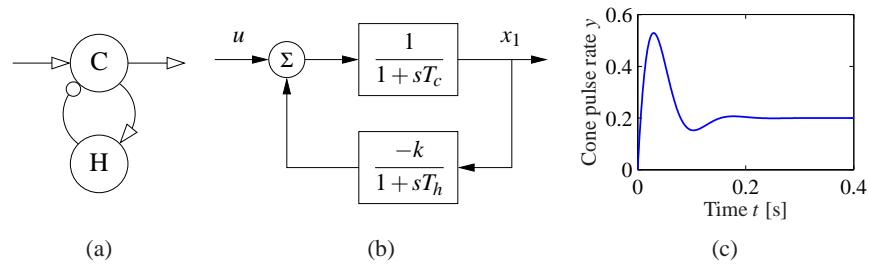 C
H
(a)
u
Σ
1
1 + sT_c
x_1
−k
1 + sT_h
(b)
Cone pulse rate y
0.6
0.4
0.2
0
0
0.2
0.4
Time t [s]
(c)